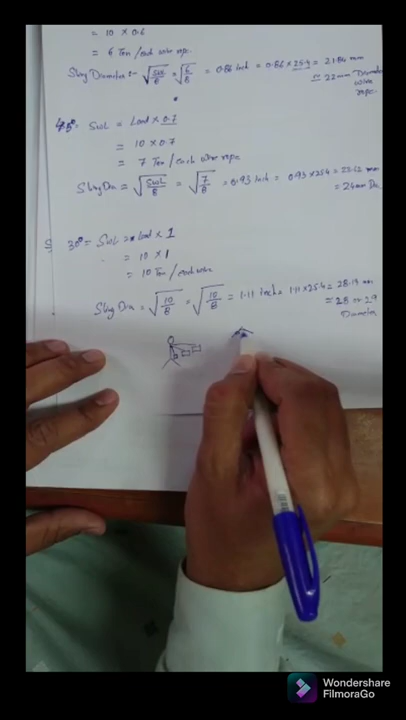 = 10 x 0.6
= 6 Ton / each wire rope.
Sling Diameter :- √SWL/8 = √6/8 = 0.86 inch = 0.86 x 25.4 = 21.84 mm
≃ 22 mm Diameter
wire
rope.
45° = SWL = Load x 0.7
= 10 x 0.7
= 7 Ton / each wire rope
Sling Dia = √SWL/8 = √7/8 = 0.93 inch = 0.93 x 25.4 = 23.62 mm
= 24 mm Dia.
30° = SWL = Load x 1
= 10 x 1
= 10 Ton / each wire
Sling Dia = √10/8 = √10/8 = 1.11 inch = 1.11 x 25.4 = 28.19 mm
≃ 28 or 29
Diameter
Wondershare
FilmoraGo